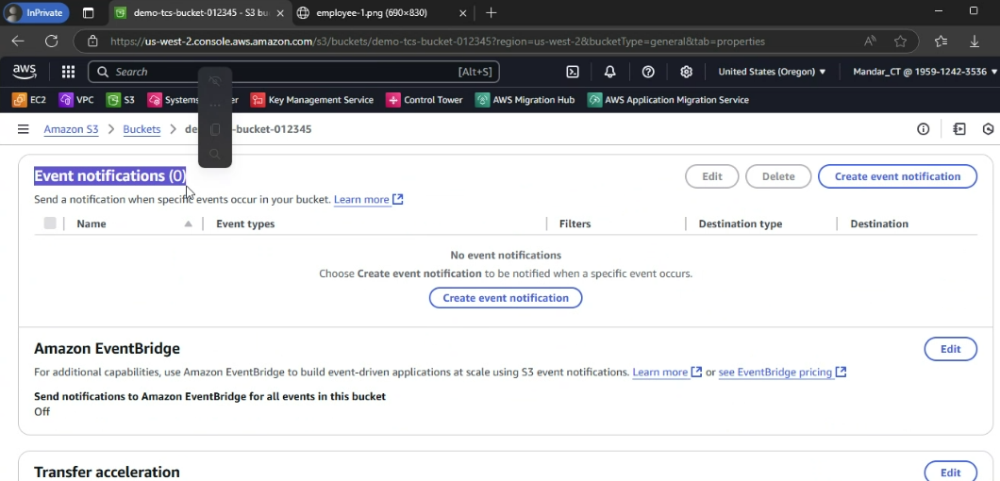 InPrivate
demo-tcs-bucket-012345 - S3 bu
employee-1.png (690×830)
https://us-west-2.console.aws.amazon.com/s3/buckets/demo-tcs-bucket-012345?region=us-west-2&bucketType=general&tab=properties
aws
Search
[Alt+S]
United States (Oregon)
Mandar_CT @ 1959-1242-3536
EC2
VPC
S3
Key Management Service
Control Tower
AWS Migration Hub
AWS Application Migration Service
Amazon S3
Buckets
-bucket-012345
Event notifications (0)
Edit
Delete
Create event notification
Send a notification when specific events occur in your bucket. Learn more
Name
Event types
Filters
Destination type
Destination
No event notifications
Choose Create event notification to be notified when a specific event occurs.
Create event notification
Amazon EventBridge
Edit
For additional capabilities, use Amazon EventBridge to build event-driven applications at scale using S3 event notifications. Learn more or see EventBridge pricing
Send notifications to Amazon EventBridge for all events in this bucket
Off
Transfer acceleration
Edit